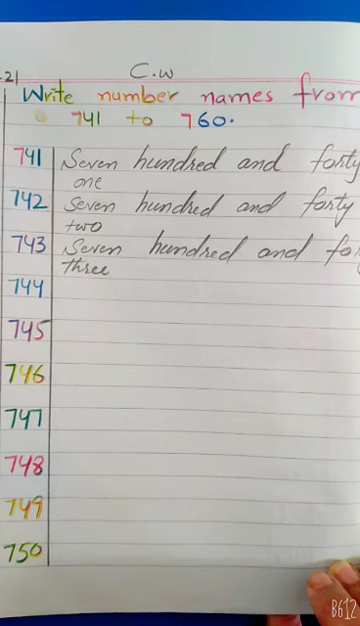 21
C.W
Write number names from
741 to 760.
741 Seven hundred and forty
one
742 Seven hundred and forty
two
743 Seven hundred and fo
three
744
745
746
747
748
749
750
B612